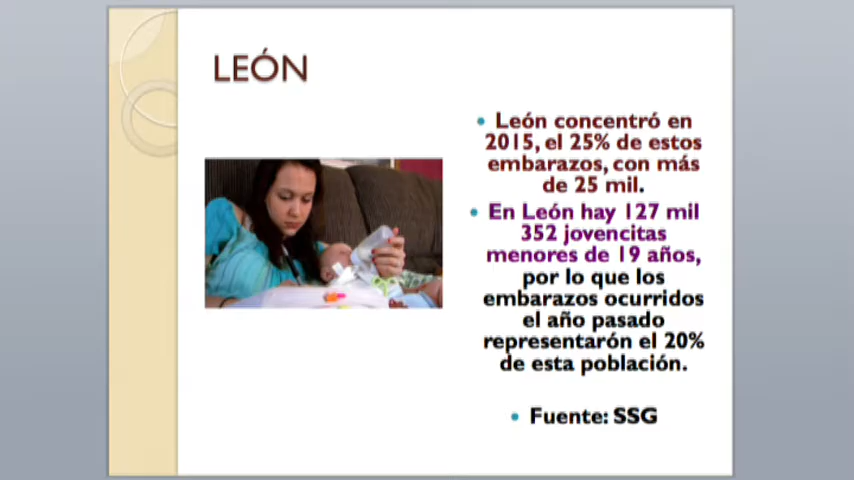 LEÓN
• León concentró en
2015, el 25% de estos
embarazos, con más
de 25 mil.
• En León hay 127 mil
352 jovencitas
menores de 19 años,
por lo que los
embarazos ocurridos
el año pasado
representarón el 20%
de esta población.
• Fuente: SSG